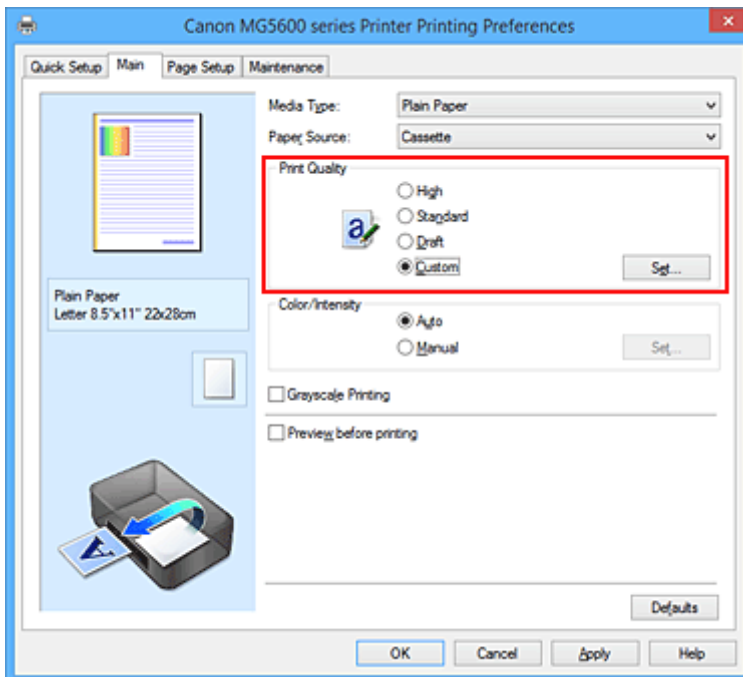 Canon MG5600 series Printer Printing Preferences
Quick Setup Main Page Setup Maintenance
Media Type: Plain Paper
Paper Source: Cassette
Print Quality
High
Standard
Draft
Custom Set...
Plain Paper
Letter 8.5"x11" 22x28cm
Color/Intensity
Auto
Manual Set...
Grayscale Printing
Preview before printing
Defaults
OK Cancel Apply Help